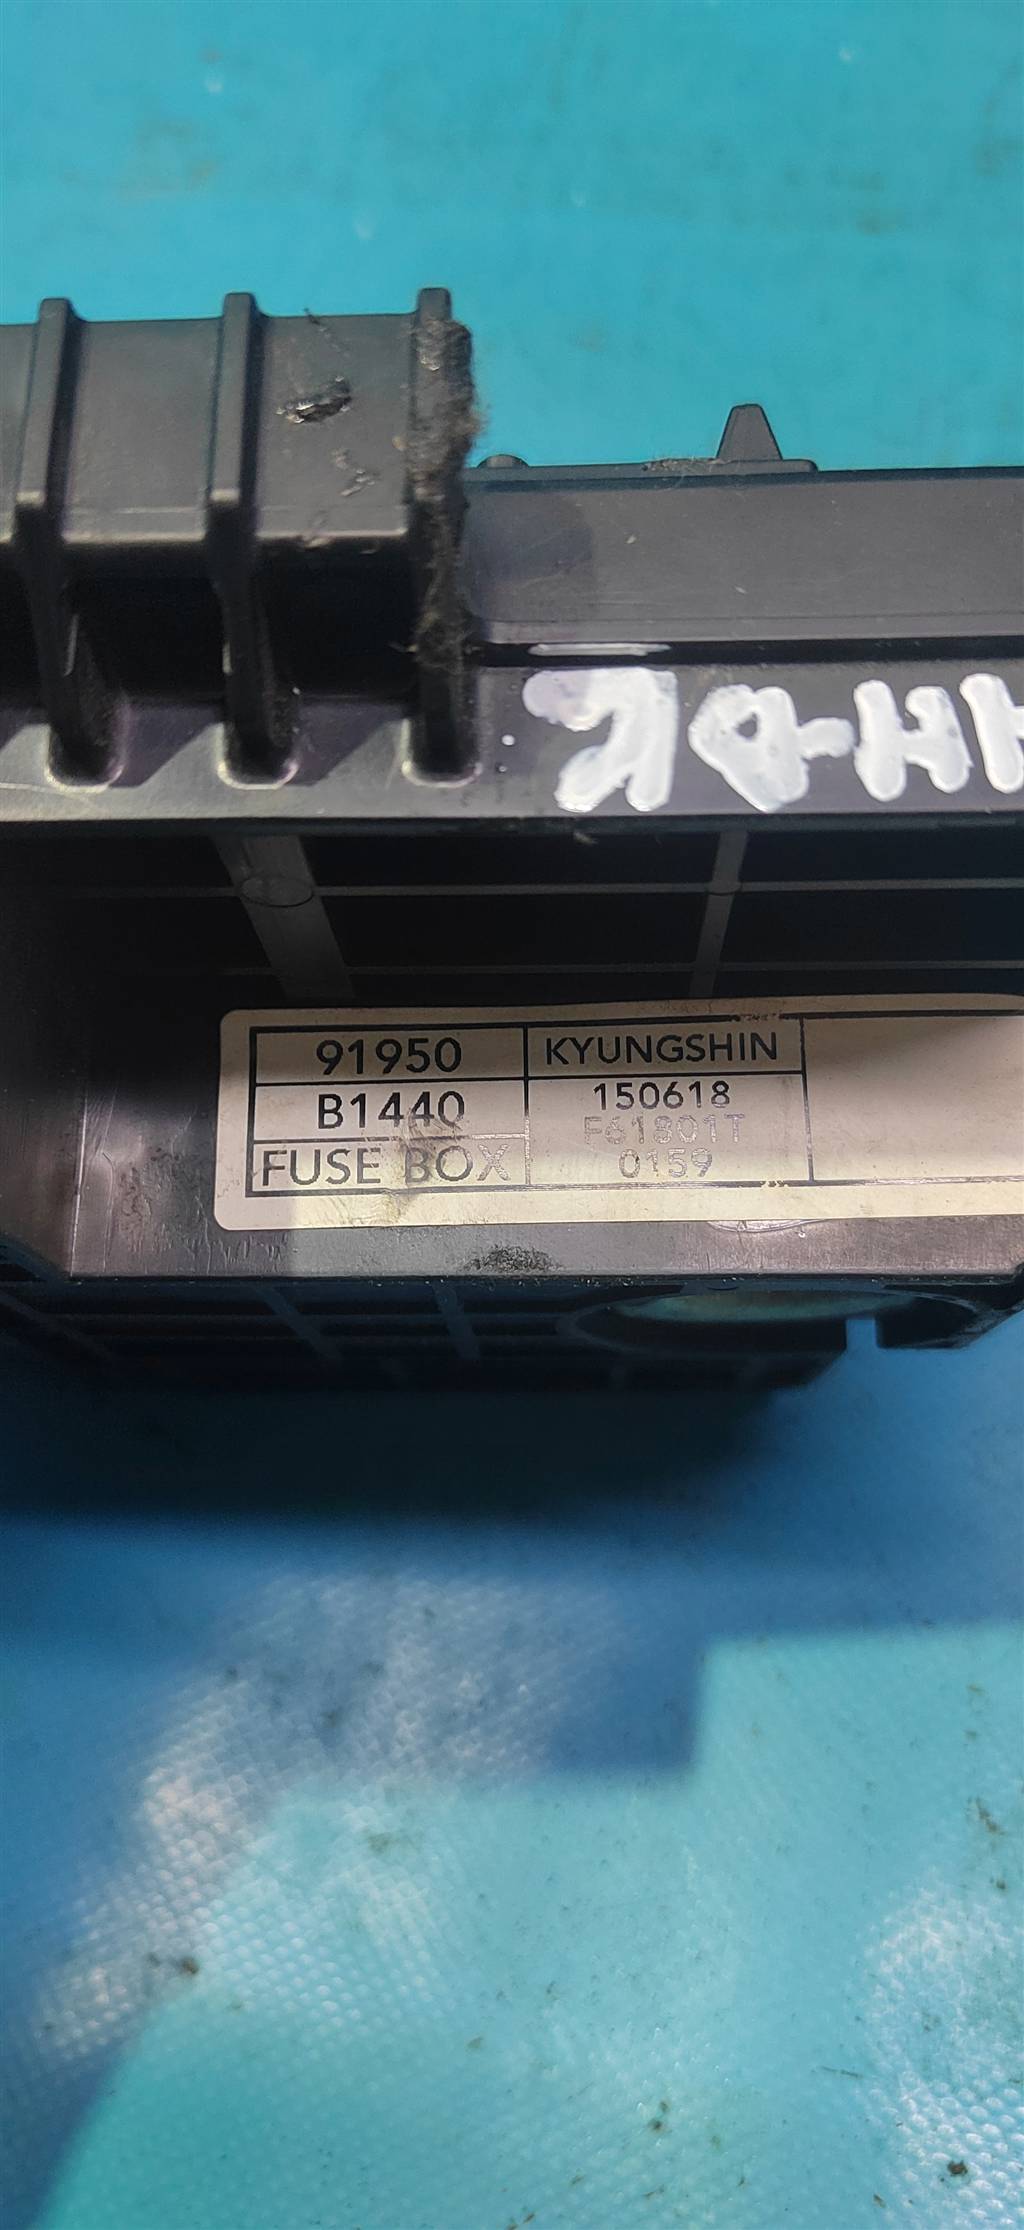 91950
KYUNGSHIN
B1440
150618
F61801T
FUSE BOX
0159